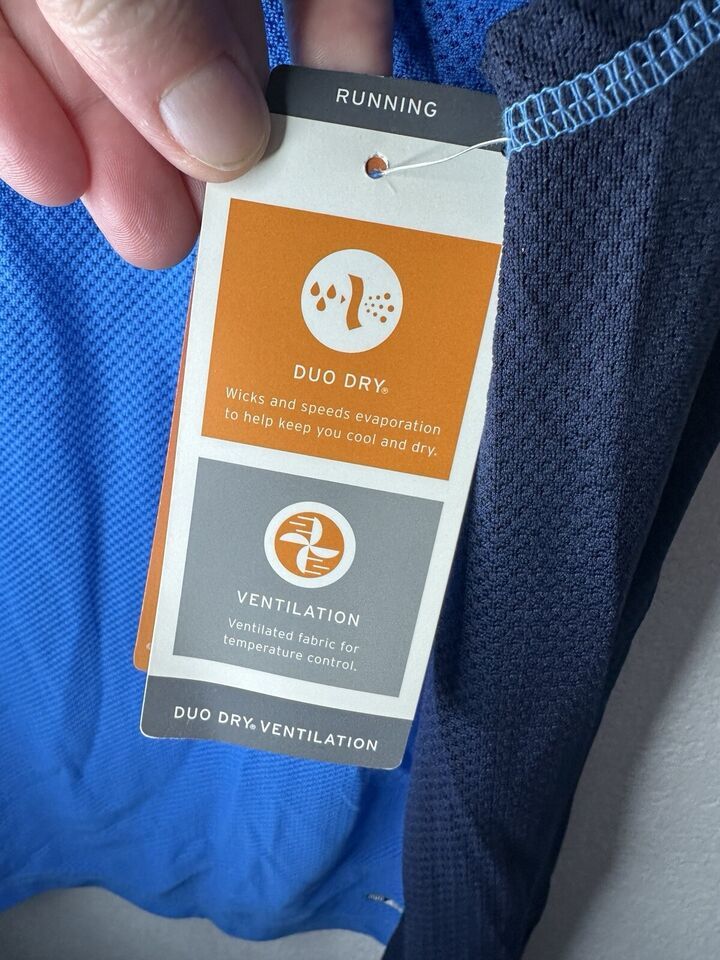 RUNNING
DUO DRY®
Wicks and speeds evaporation
to help keep you cool and dry.
VENTILATION
Ventilated fabric for
temperature control.
DUO DRY® VENTILATION